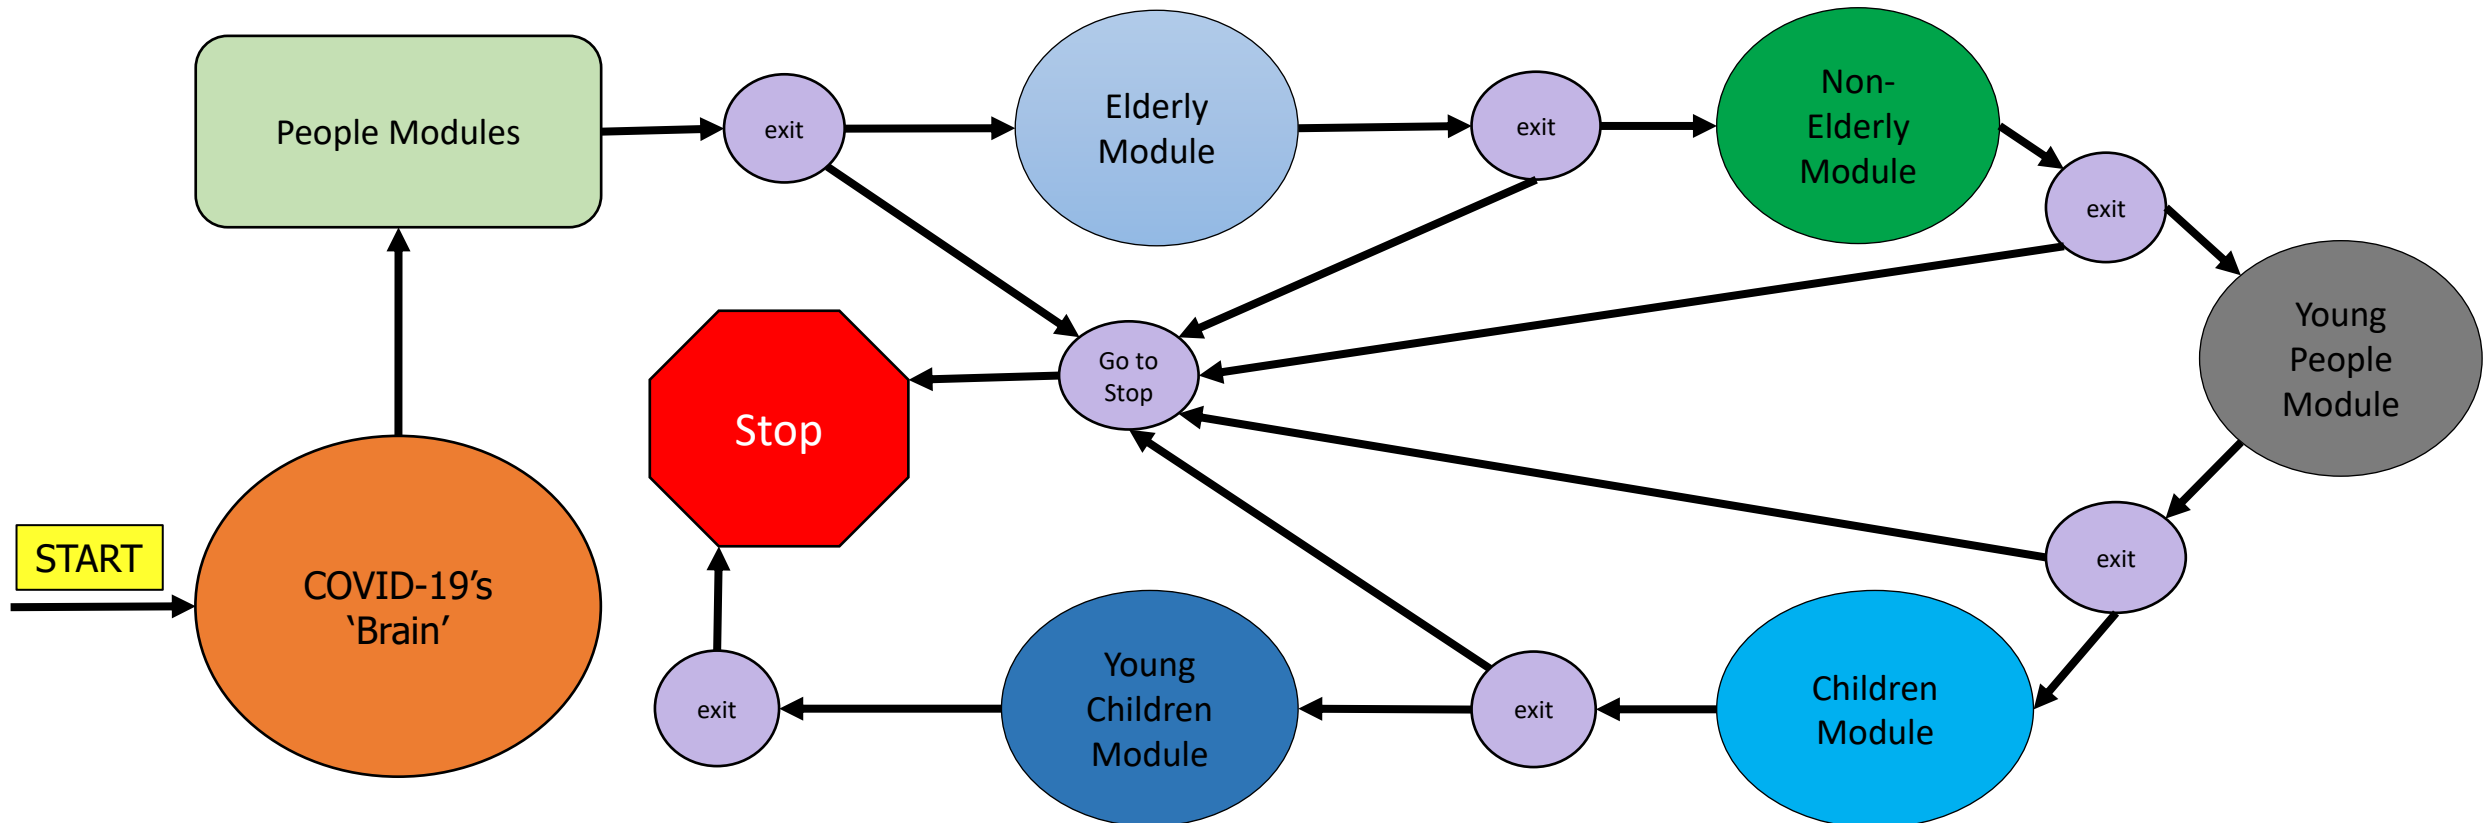 People Modules
exit
Elderly
Module
exit
Non-
Elderly
Module
exit
Young
People
Module
Go to
Stop
Stop
START
COVID-19’s
‘Brain’
exit
Children
Module
exit
Young
Children
Module
exit